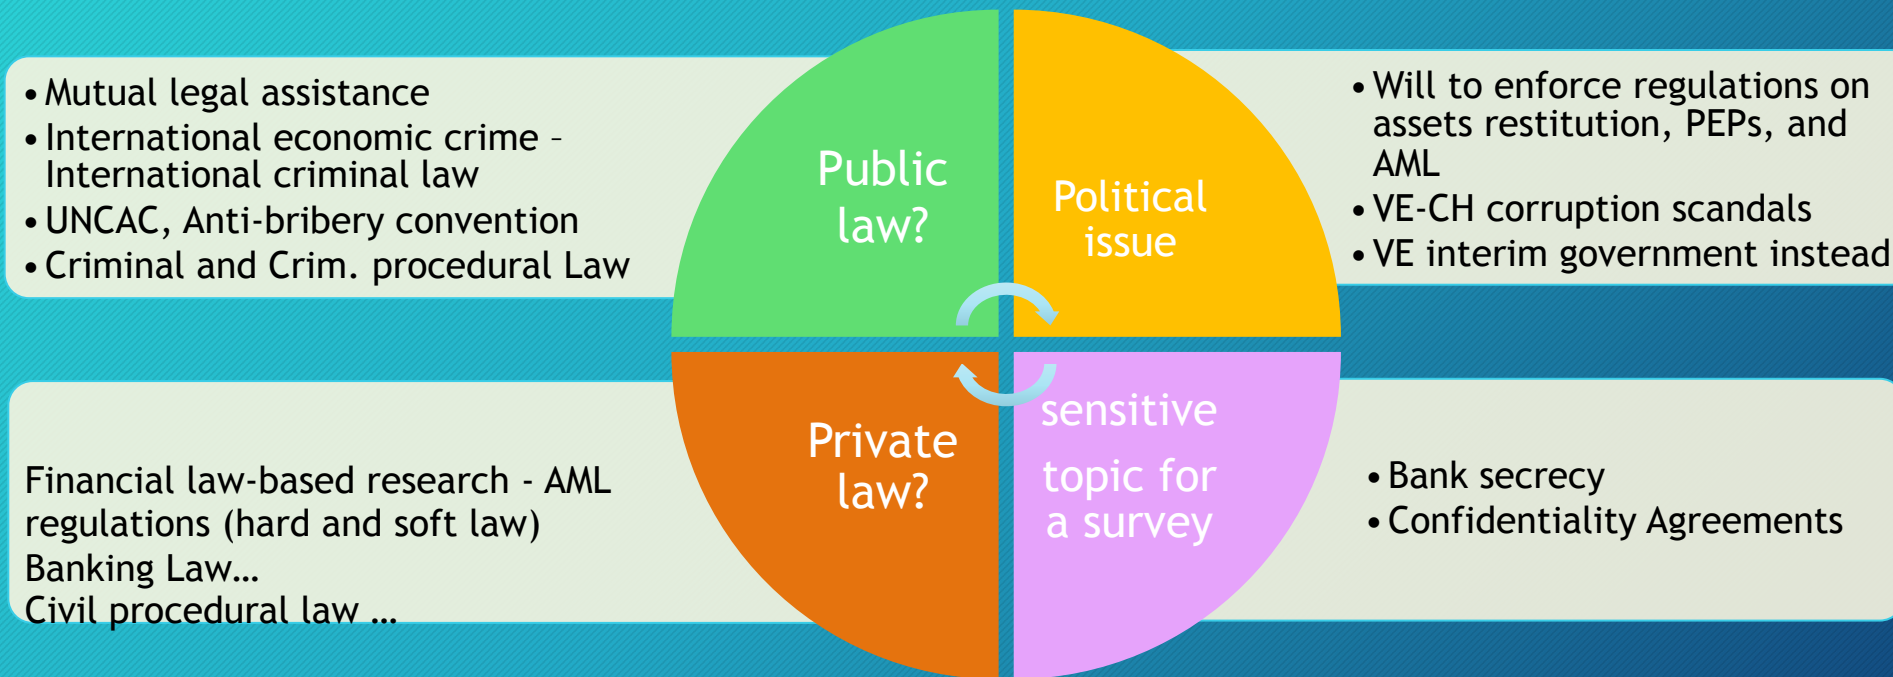 • Mutual legal assistance
• International economic crime –
International criminal law
• UNCAC, Anti-bribery convention
• Criminal and Crim. procedural Law
Public
law?
Political
issue
• Will to enforce regulations on
assets restitution, PEPs, and
AML
• VE-CH corruption scandals
• VE interim government instead
Financial law-based research - AML
regulations (hard and soft law)
Banking Law…
Civil procedural law …
Private
law?
sensitive
topic for
a survey
• Bank secrecy
• Confidentiality Agreements